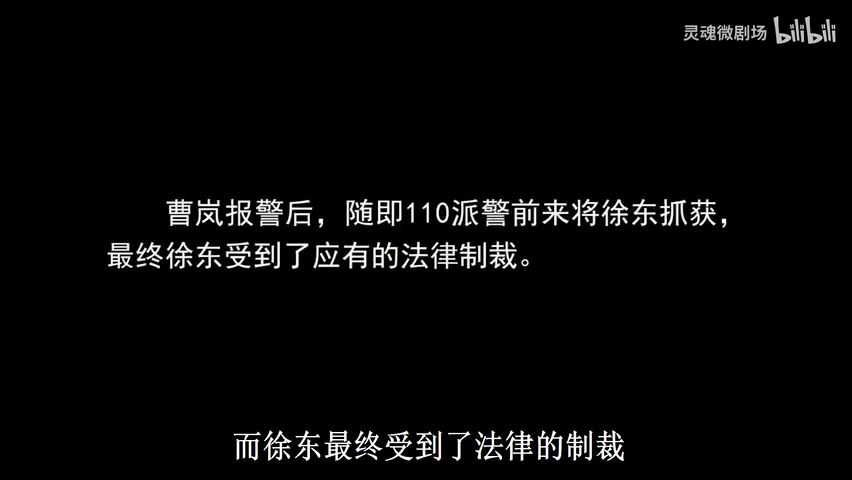 灵魂微剧场 bilibili
曹岚报警后，随即110派警前来将徐东抓获，
最终徐东受到了应有的法律制裁。
而徐东最终受到了法律的制裁